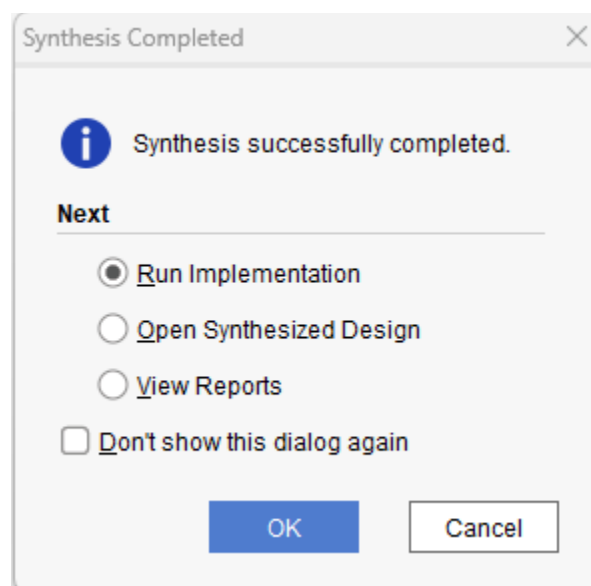 Synthesis Completed
Synthesis successfully completed.
Next
Run Implementation
Open Synthesized Design
View Reports
Don't show this dialog again
OK
Cancel